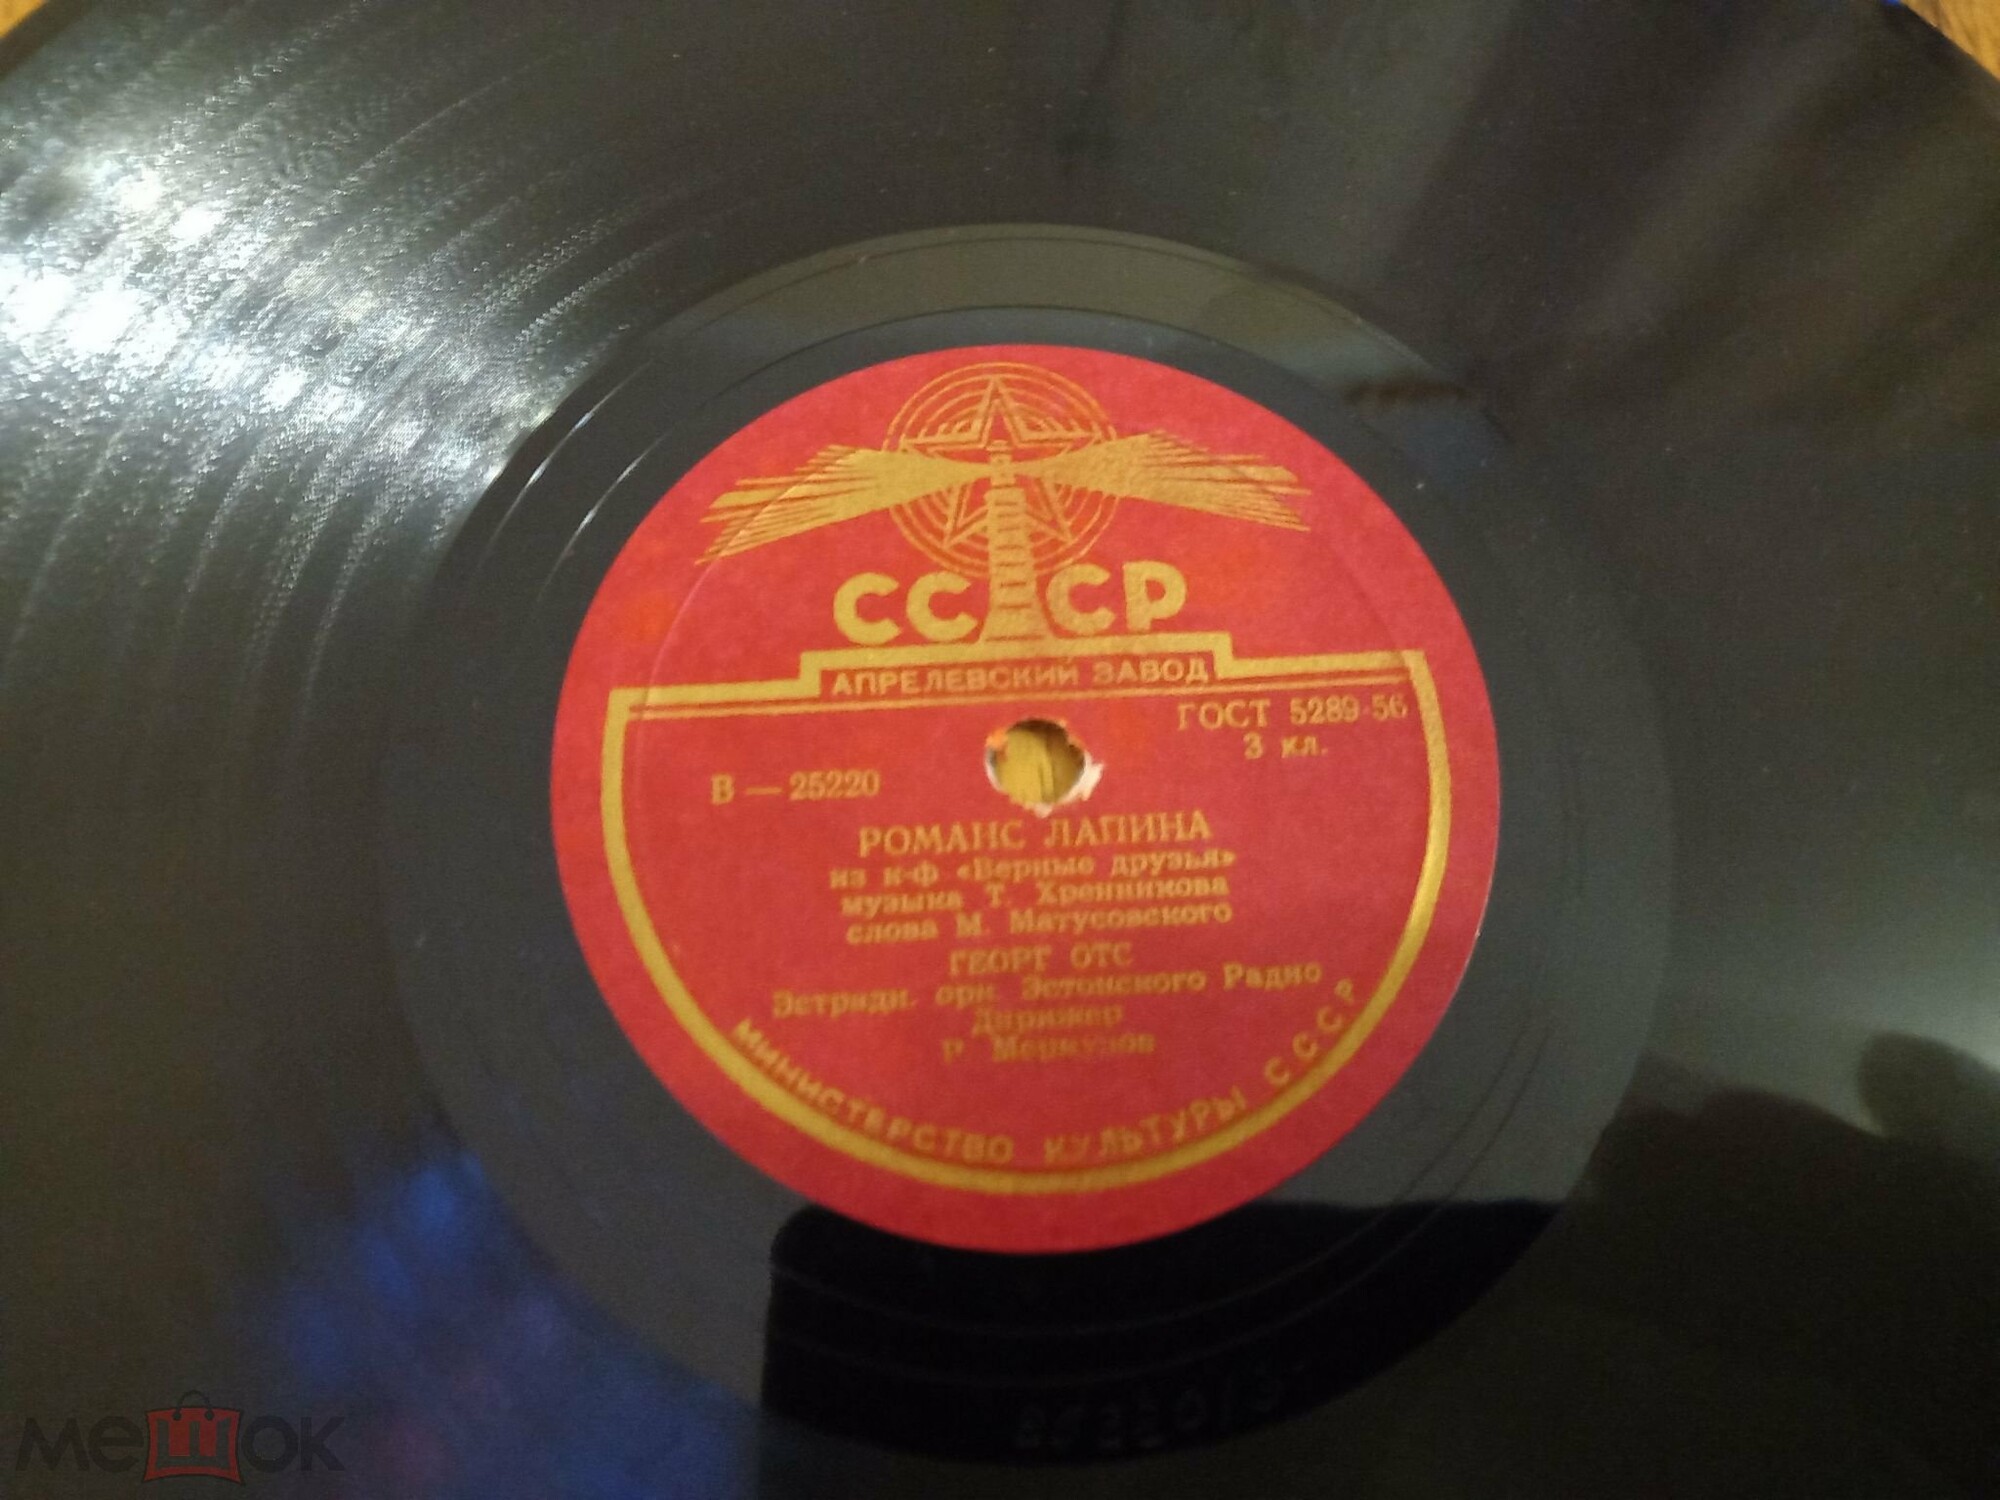 СССР
АПРЕЛЕВСКИЙ ЗАВОД
ГОСТ 5289-56
3 кл.
В — 25220
РОМАНС ЛАПИНА
из к-ф «Верные друзья»
музыка Т. Хренникова
слова М. Матусовского
ГЕОРГ ОТС
Эстрадн. орк. Эстонского Радио
Дирижер
Р. Меркулов
МИНИСТЕРСТВО КУЛЬТУРЫ С.С.С.Р.
мешок